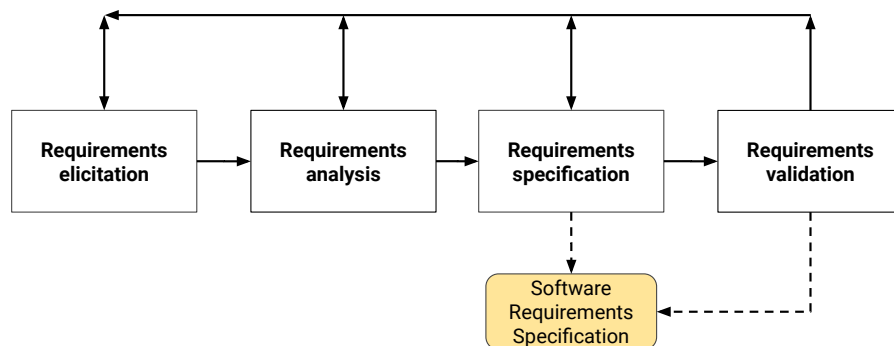 Requirements
elicitation
Requirements
analysis
Requirements
specification
Requirements
validation
Software
Requirements
Specification